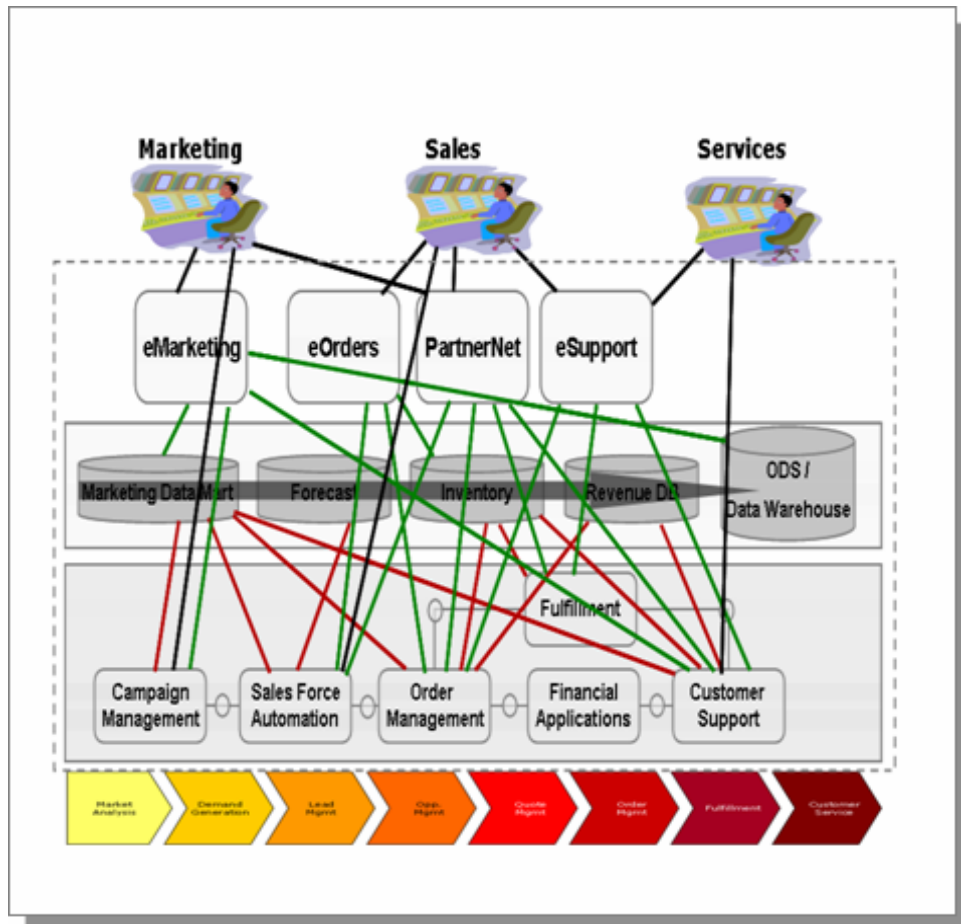 Marketing
Sales
Services
eMarketing
eOrders
PartnerNet
eSupport
Marketing Data Mart
Forecast
Inventory
Revenue DB
ODS /
Data Warehouse
Fulfillment
Campaign
Management
Sales Force
Automation
Order
Management
Financial
Applications
Customer
Support
Market
Analysis
Demand
Generation
Lead
Mgmt
Opp.
Mgmt
Quote
Mgmt
Order
Mgmt
Fulfillment
Customer
Service